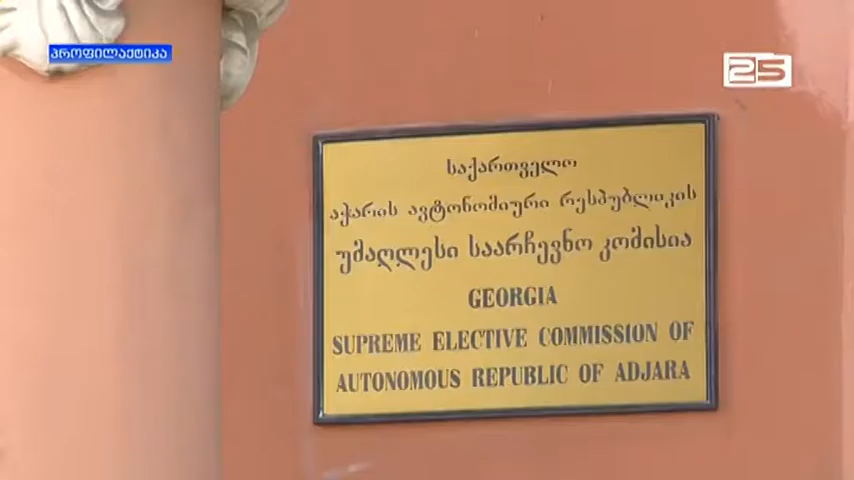 პროფილაქტიკა
25
საქართველო
აჭარის ავტონომიური რესპუბლიკის
უმაღლესი საარჩევნო კომისია
GEORGIA
SUPREME ELECTIVE COMMISSION OF
AUTONOMOUS REPUBLIC OF ADJARA